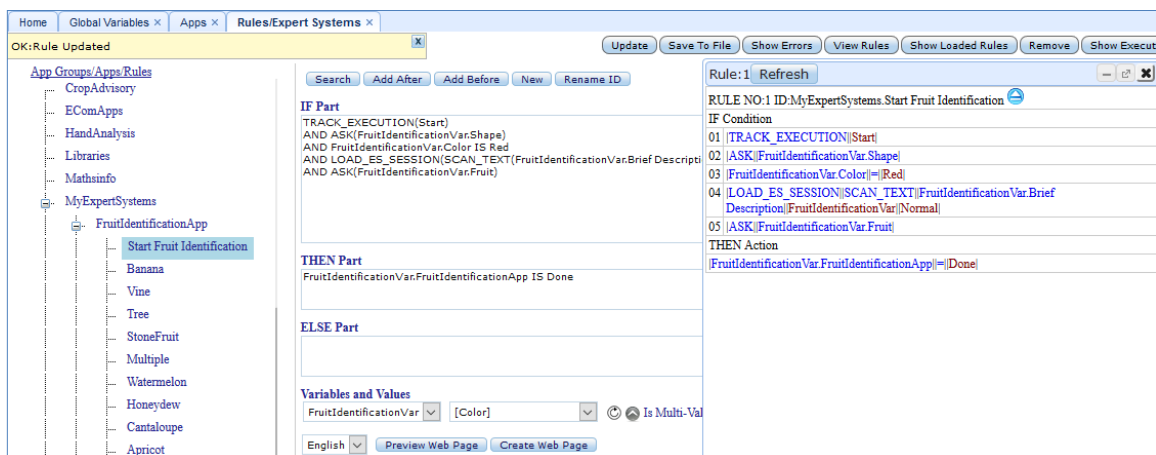 Home Global Variables × Apps × Rules/Expert Systems ×
OK:Rule Updated x
Update Save To File Show Errors View Rules Show Loaded Rules Remove Show Execut
App Groups/Apps/Rules
CropAdvisory
EComApps
HandAnalysis
Libraries
Mathsinfo
MyExpertSystems
FruitIdentificationApp
Start Fruit Identification
Banana
Vine
Tree
StoneFruit
Multiple
Watermelon
Honeydew
Cantaloupe
Apricot
Search Add After Add Before New Rename ID
IF Part
TRACK_EXECUTION(Start)
AND ASK(FruitIdentificationVar.Shape)
AND FruitIdentificationVar.Color IS Red
AND LOAD_ES_SESSION(SCAN_TEXT(FruitIdentificationVar.Brief Descripti
AND ASK(FruitIdentificationVar.Fruit)
THEN Part
FruitIdentificationVar.FruitIdentificationApp IS Done
ELSE Part
Variables and Values
FruitIdentificationVar [Color] Is Multi-Val
English Preview Web Page Create Web Page
Rule:1 Refresh
RULE NO:1 ID:MyExpertSystems.Start Fruit Identification
IF Condition
01 |TRACK_EXECUTION||Start|
02 |ASK||FruitIdentificationVar.Shape|
03 |FruitIdentificationVar.Color||=||Red|
04 |LOAD_ES_SESSION||SCAN_TEXT||FruitIdentificationVar.Brief
Description||FruitIdentificationVar||Normal|
05 |ASK||FruitIdentificationVar.Fruit|
THEN Action
|FruitIdentificationVar.FruitIdentificationApp||=||Done|